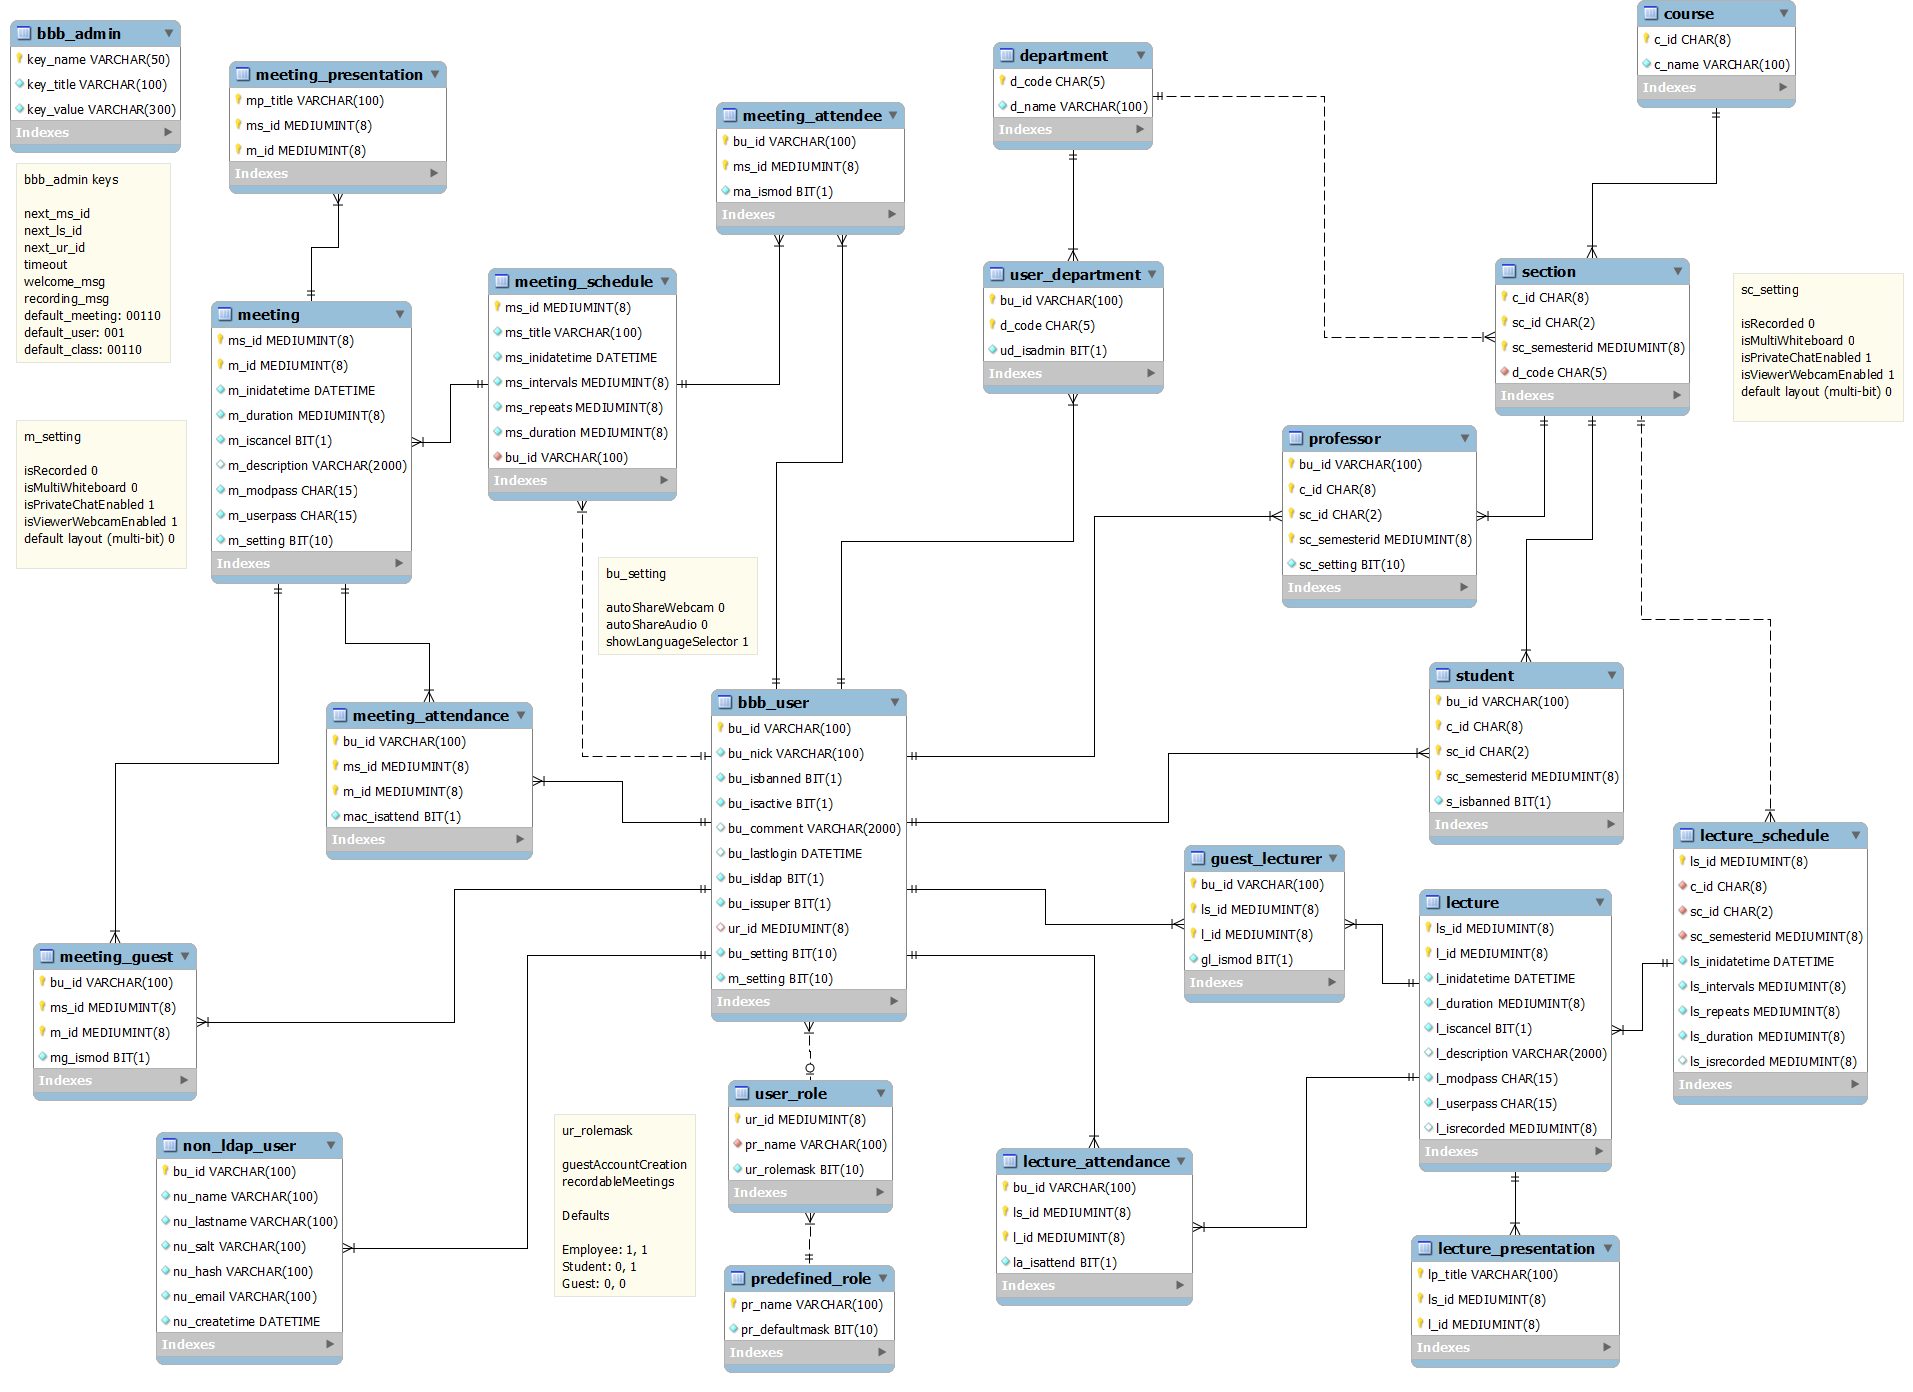 bbb_admin
key_name VARCHAR(50)
key_title VARCHAR(100)
key_value VARCHAR(300)
Indexes
bbb_admin keys
next_ms_id
next_ls_id
next_ur_id
timeout
welcome_msg
recording_msg
default_meeting: 00110
default_user: 001
default_class: 00110
m_setting
isRecorded 0
isMultiWhiteboard 0
isPrivateChatEnabled 1
isViewerWebcamEnabled 1
default layout (multi-bit) 0
meeting_presentation
mp_title VARCHAR(100)
ms_id MEDIUMINT(8)
m_id MEDIUMINT(8)
Indexes
meeting
ms_id MEDIUMINT(8)
m_id MEDIUMINT(8)
m_inidatetime DATETIME
m_duration MEDIUMINT(8)
m_iscancel BIT(1)
m_description VARCHAR(2000)
m_modpass CHAR(15)
m_userpass CHAR(15)
m_setting BIT(10)
Indexes
meeting_schedule
ms_id MEDIUMINT(8)
ms_title VARCHAR(100)
ms_inidatetime DATETIME
ms_intervals MEDIUMINT(8)
ms_repeats MEDIUMINT(8)
ms_duration MEDIUMINT(8)
bu_id VARCHAR(100)
Indexes
meeting_attendee
bu_id VARCHAR(100)
ms_id MEDIUMINT(8)
ma_ismod BIT(1)
Indexes
department
d_code CHAR(5)
d_name VARCHAR(100)
Indexes
user_department
bu_id VARCHAR(100)
d_code CHAR(5)
ud_isadmin BIT(1)
Indexes
course
c_id CHAR(8)
c_name VARCHAR(100)
Indexes
section
c_id CHAR(8)
sc_id CHAR(2)
sc_semesterid MEDIUMINT(8)
d_code CHAR(5)
Indexes
sc_setting
isRecorded 0
isMultiWhiteboard 0
isPrivateChatEnabled 1
isViewerWebcamEnabled 1
default layout (multi-bit) 0
professor
bu_id VARCHAR(100)
c_id CHAR(8)
sc_id CHAR(2)
sc_semesterid MEDIUMINT(8)
sc_setting BIT(10)
Indexes
bu_setting
autoShareWebcam 0
autoShareAudio 0
showLanguageSelector 1
meeting_attendance
bu_id VARCHAR(100)
ms_id MEDIUMINT(8)
m_id MEDIUMINT(8)
mac_isattend BIT(1)
Indexes
bbb_user
bu_id VARCHAR(100)
bu_nick VARCHAR(100)
bu_isbanned BIT(1)
bu_isactive BIT(1)
bu_comment VARCHAR(2000)
bu_lastlogin DATETIME
bu_isldap BIT(1)
bu_issuper BIT(1)
ur_id MEDIUMINT(8)
bu_setting BIT(10)
m_setting BIT(10)
Indexes
student
bu_id VARCHAR(100)
c_id CHAR(8)
sc_id CHAR(2)
sc_semesterid MEDIUMINT(8)
s_isbanned BIT(1)
Indexes
guest_lecturer
bu_id VARCHAR(100)
ls_id MEDIUMINT(8)
l_id MEDIUMINT(8)
gl_ismod BIT(1)
Indexes
lecture
ls_id MEDIUMINT(8)
l_id MEDIUMINT(8)
l_inidatetime DATETIME
l_duration MEDIUMINT(8)
l_iscancel BIT(1)
l_description VARCHAR(2000)
l_modpass CHAR(15)
l_userpass CHAR(15)
l_isrecorded MEDIUMINT(8)
Indexes
lecture_schedule
ls_id MEDIUMINT(8)
c_id CHAR(8)
sc_id CHAR(2)
sc_semesterid MEDIUMINT(8)
ls_inidatetime DATETIME
ls_intervals MEDIUMINT(8)
ls_repeats MEDIUMINT(8)
ls_duration MEDIUMINT(8)
ls_isrecorded MEDIUMINT(8)
Indexes
meeting_guest
bu_id VARCHAR(100)
ms_id MEDIUMINT(8)
m_id MEDIUMINT(8)
mg_ismod BIT(1)
Indexes
non_ldap_user
bu_id VARCHAR(100)
nu_name VARCHAR(100)
nu_lastname VARCHAR(100)
nu_salt VARCHAR(100)
nu_hash VARCHAR(100)
nu_email VARCHAR(100)
nu_createtime DATETIME
Indexes
ur_rolemask
guestAccountCreation
recordableMeetings
Defaults
Employee: 1, 1
Student: 0, 1
Guest: 0, 0
user_role
ur_id MEDIUMINT(8)
pr_name VARCHAR(100)
ur_rolemask BIT(10)
Indexes
predefined_role
pr_name VARCHAR(100)
pr_defaultmask BIT(10)
Indexes
lecture_attendance
bu_id VARCHAR(100)
ls_id MEDIUMINT(8)
l_id MEDIUMINT(8)
la_isattend BIT(1)
Indexes
lecture_presentation
lp_title VARCHAR(100)
ls_id MEDIUMINT(8)
l_id MEDIUMINT(8)
Indexes